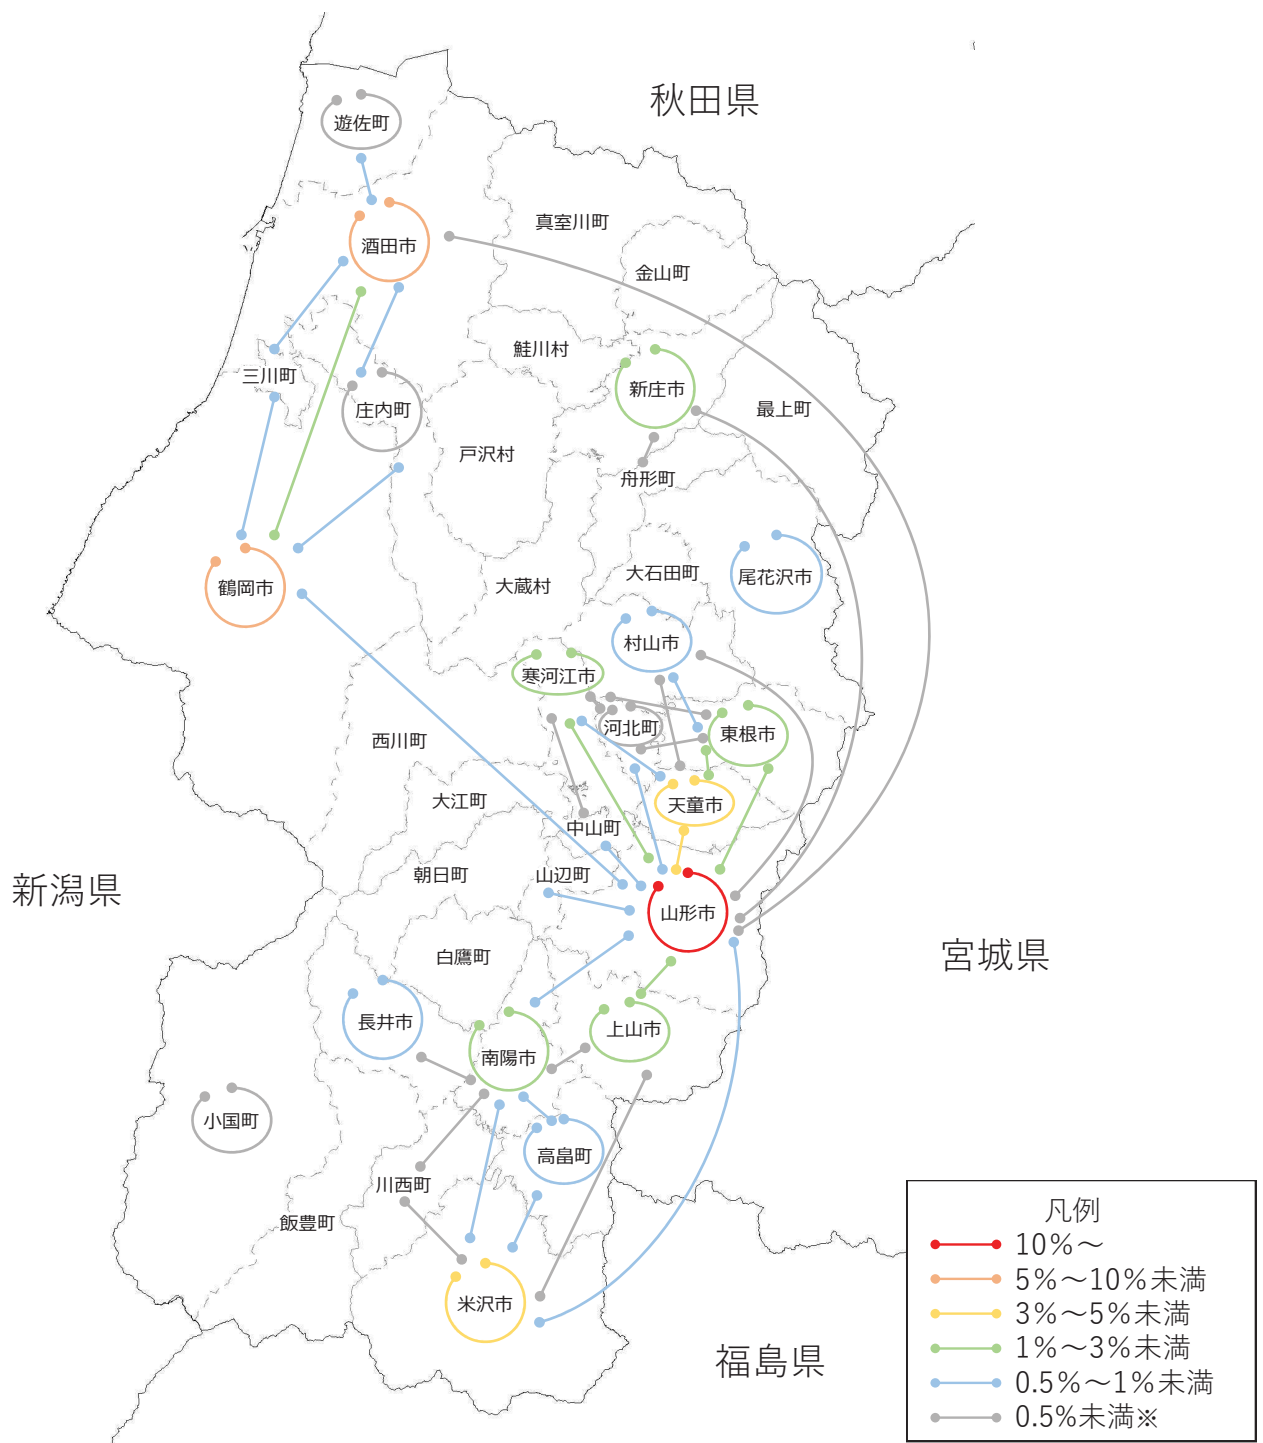 秋田県
遊佐町
真室川町
酒田市
金山町
鮭川村
三川町
新庄市
庄内町
最上町
戸沢村
舟形町
大石田町
尾花沢市
大蔵村
鶴岡市
村山市
寒河江市
河北町
東根市
西川町
大江町
天童市
中山町
朝日町
山辺町
新潟県
山形市
白鷹町
宮城県
長井市
上山市
南陽市
小国町
高畠町
川西町
飯豊町
米沢市
福島県
凡例
10%～
5%～10%未満
3%～5%未満
1%～3%未満
0.5%～1%未満
0.5%未満※